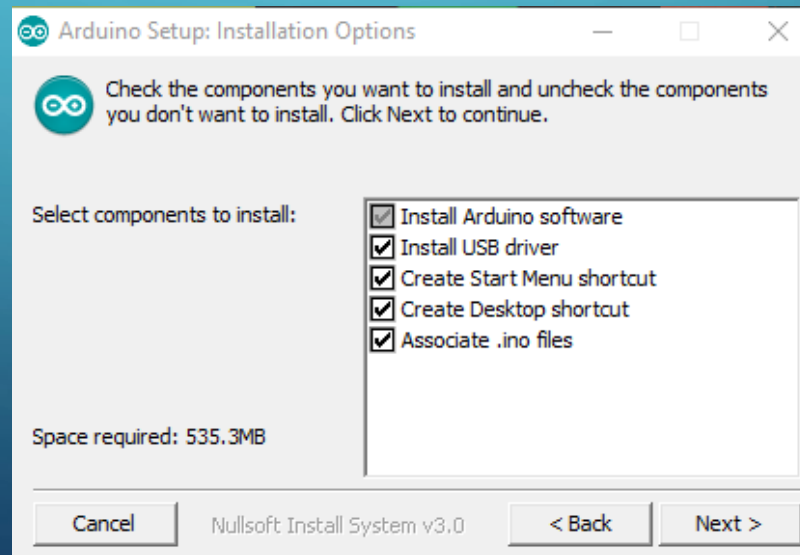 Arduino Setup: Installation Options
Check the components you want to install and uncheck the components
you don't want to install. Click Next to continue.
Select components to install:
Install Arduino software
Install USB driver
Create Start Menu shortcut
Create Desktop shortcut
Associate .ino files
Space required: 535.3MB
Cancel
Nullsoft Install System v3.0
< Back
Next >